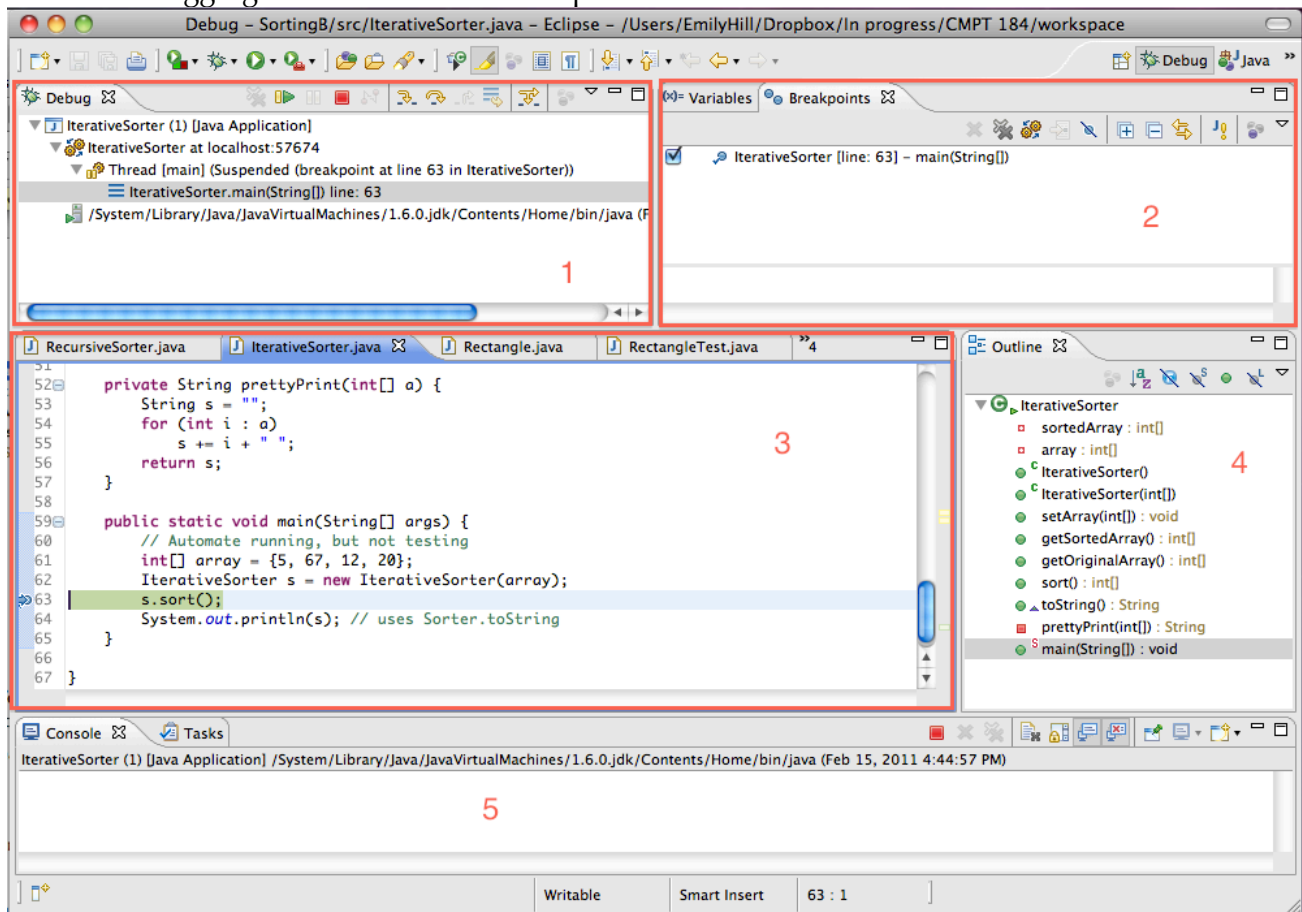 Debug – SortingB/src/IterativeSorter.java – Eclipse – /Users/EmilyHill/Dropbox/In progress/CMPT 184/workspace
Debug Java »
Debug
IterativeSorter (1) [Java Application]
IterativeSorter at localhost:57674
Thread [main] (Suspended (breakpoint at line 63 in IterativeSorter))
IterativeSorter.main(String[]) line: 63
/System/Library/Java/JavaVirtualMachines/1.6.0.jdk/Contents/Home/bin/java (F
1
(x)= Variables Breakpoints
IterativeSorter [line: 63] – main(String[])
2
RecursiveSorter.java IterativeSorter.java Rectangle.java RectangleTest.java »4
51
52 private String prettyPrint(int[] a) {
53 String s = "";
54 for (int i : a)
55 s += i + " ";
56 return s;
57 }
58
59 public static void main(String[] args) {
60 // Automate running, but not testing
61 int[] array = {5, 67, 12, 20};
62 IterativeSorter s = new IterativeSorter(array);
63 s.sort();
64 System.out.println(s); // uses Sorter.toString
65 }
66
67 }
3
Outline
IterativeSorter
sortedArray : int[]
array : int[]
IterativeSorter()
IterativeSorter(int[])
setArray(int[]) : void
getSortedArray() : int[]
getOriginalArray() : int[]
sort() : int[]
toString() : String
prettyPrint(int[]) : String
main(String[]) : void
4
Console Tasks
IterativeSorter (1) [Java Application] /System/Library/Java/JavaVirtualMachines/1.6.0.jdk/Contents/Home/bin/java (Feb 15, 2011 4:44:57 PM)
5
Writable Smart Insert 63 : 1